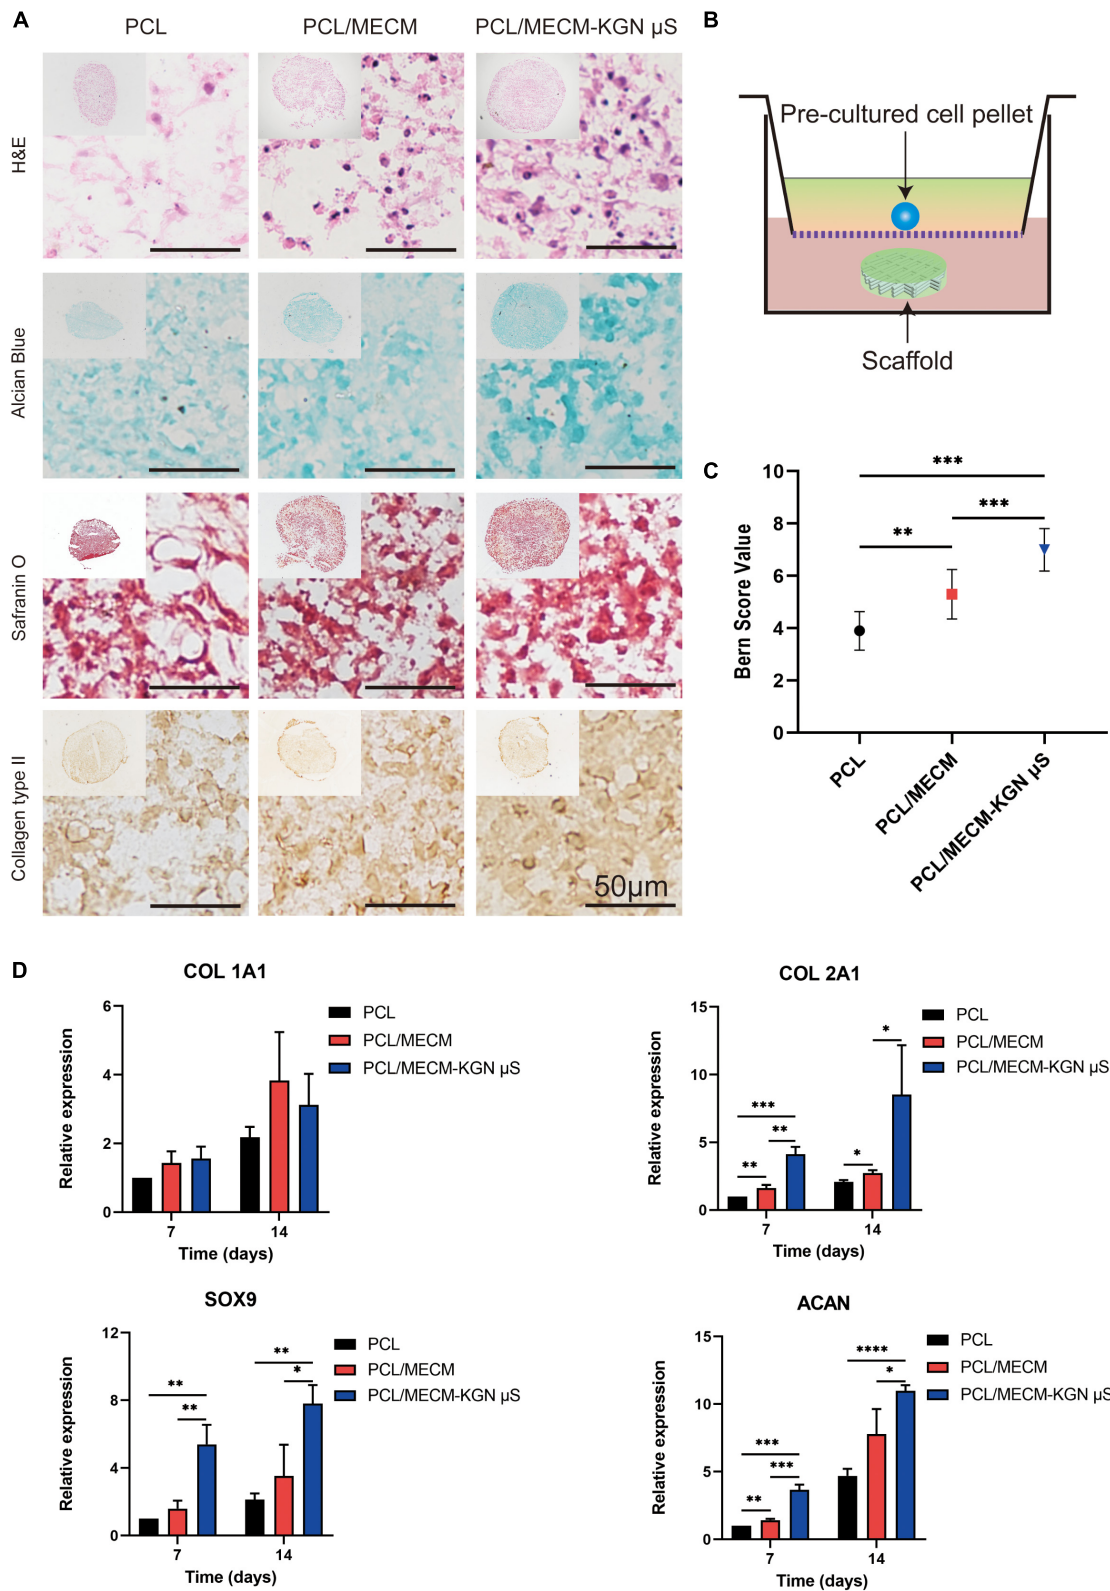 A
PCL
PCL/MECM
PCL/MECM-KGN µS
H&E
Alcian Blue
Safranin O
Collagen type II
50µm
B
Pre-cultured cell pellet
Scaffold
C
10
8
6
4
2
0
Bern Score Value
***
***
**
PCL
PCL/MECM
PCL/MECM-KGN µS
D
COL 1A1
6
4
2
0
Relative expression
7
14
Time (days)
PCL
PCL/MECM
PCL/MECM-KGN µS
COL 2A1
15
10
5
0
Relative expression
***
**
**
*
*
7
14
Time (days)
PCL
PCL/MECM
PCL/MECM-KGN µS
SOX9
12
8
4
0
Relative expression
**
**
**
*
7
14
Time (days)
PCL
PCL/MECM
PCL/MECM-KGN µS
ACAN
15
10
5
0
Relative expression
***
***
**
****
*
7
14
Time (days)
PCL
PCL/MECM
PCL/MECM-KGN µS